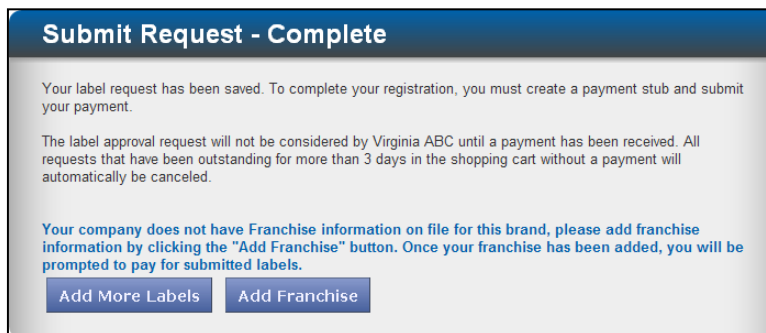 Submit Request - Complete
Your label request has been saved. To complete your registration, you must create a payment stub and submit
your payment.
The label approval request will not be considered by Virginia ABC until a payment has been received. All
requests that have been outstanding for more than 3 days in the shopping cart without a payment will
automatically be canceled.
Your company does not have Franchise information on file for this brand, please add franchise
information by clicking the "Add Franchise" button. Once your franchise has been added, you will be
prompted to pay for submitted labels.
Add More Labels Add Franchise